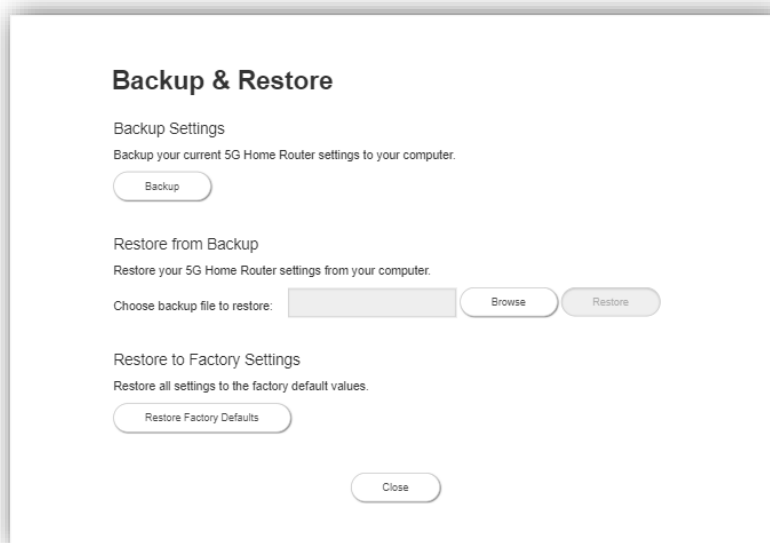 Backup & Restore
Backup Settings
Backup your current 5G Home Router settings to your computer.
Backup
Restore from Backup
Restore your 5G Home Router settings from your computer.
Choose backup file to restore: Browse Restore
Restore to Factory Settings
Restore all settings to the factory default values.
Restore Factory Defaults
Close